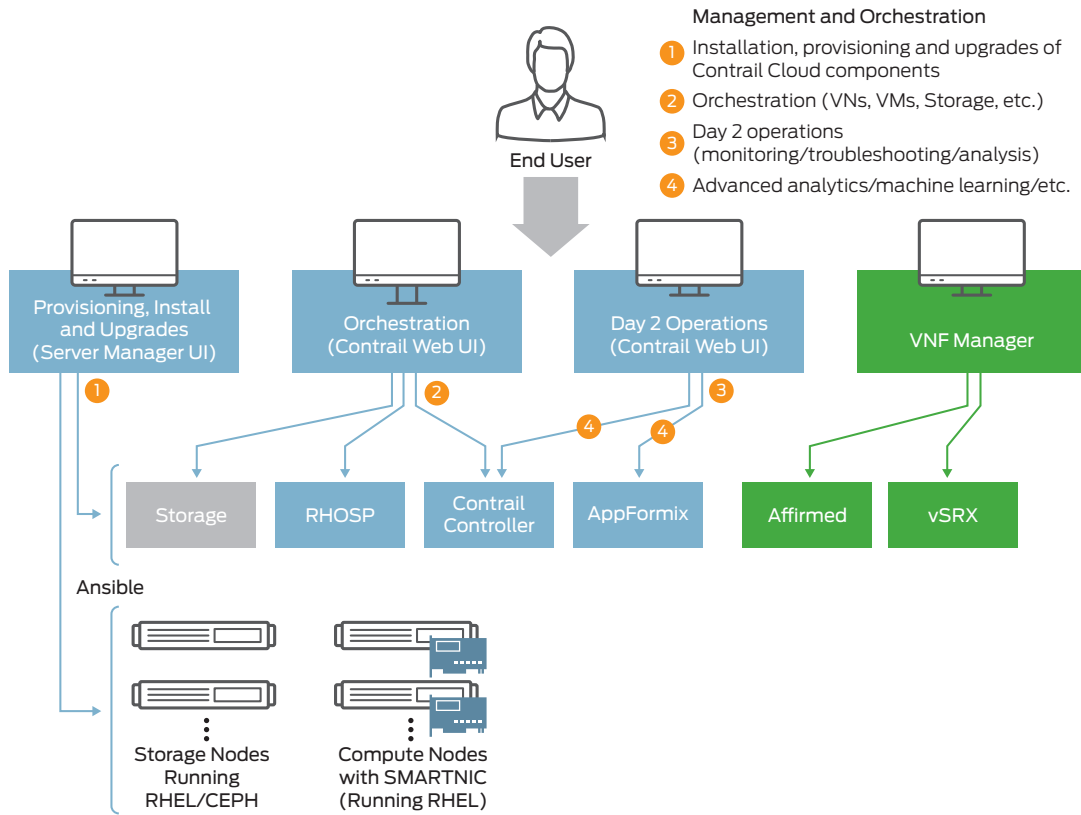 Management and Orchestration
1 Installation, provisioning and upgrades of
Contrail Cloud components
2 Orchestration (VNs, VMs, Storage, etc.)
3 Day 2 operations
(monitoring/troubleshooting/analysis)
4 Advanced analytics/machine learning/etc.
End User
Provisioning, Install
and Upgrades
(Server Manager UI)
Orchestration
(Contrail Web UI)
Day 2 Operations
(Contrail Web UI)
VNF Manager
1
2
3
4
4
Storage
RHOSP
Contrail
Controller
AppFormix
Affirmed
vSRX
Ansible
Storage Nodes
Running
RHEL/CEPH
Compute Nodes
with SMARTNIC
(Running RHEL)